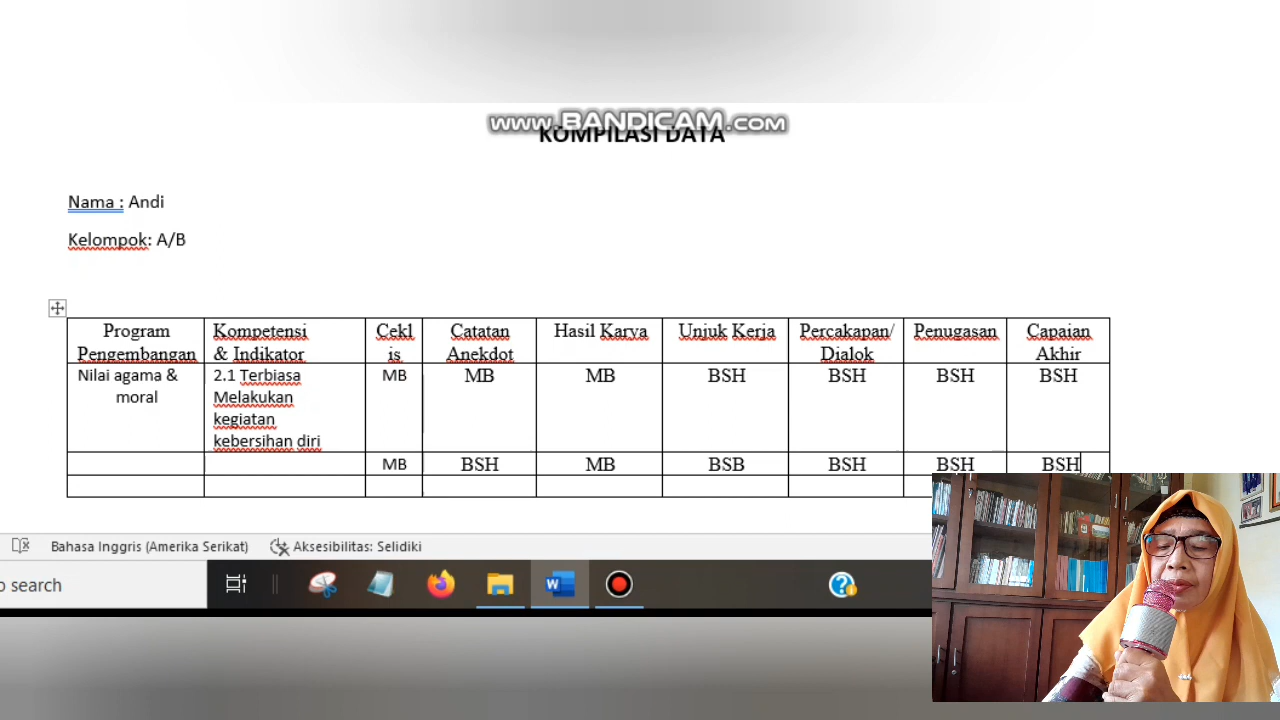 www.BANDICAM.com
KOMPILASI DATA
Nama : Andi
Kelompok: A/B
Program Pengembangan Kompetensi & Indikator Ceklis Catatan Anekdot Hasil Karya Unjuk Kerja Percakapan/ Dialok Penugasan Capaian Akhir
Nilai agama & moral 2.1 Terbiasa Melakukan kegiatan kebersihan diri MB MB MB BSH BSH BSH BSH
MB BSH MB BSB BSH BSH BSH
Bahasa Inggris (Amerika Serikat) Aksesibilitas: Selidiki
o search